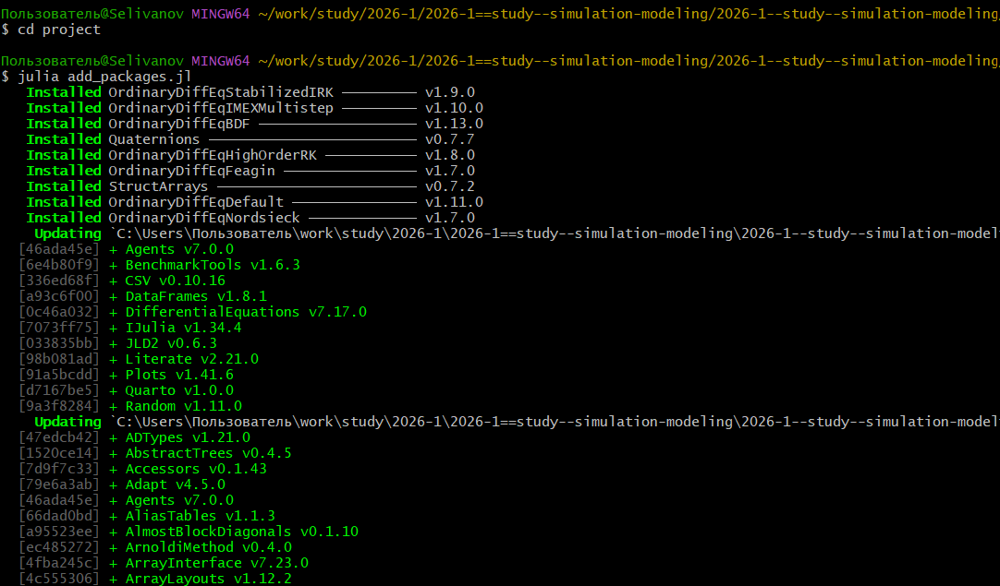 Пользователь@Selivanov MINGW64 ~/work/study/2026-1/2026-1==study--simulation-modeling/2026-1--study--simulation-modeling
$ cd project
Пользователь@Selivanov MINGW64 ~/work/study/2026-1/2026-1==study--simulation-modeling/2026-1--study--simulation-modeling
$ julia add_packages.jl
Installed OrdinaryDiffEqStabilizedIRK ───────── v1.9.0
Installed OrdinaryDiffEqIMEXMultistep ───────── v1.10.0
Installed OrdinaryDiffEqBDF ─────────────────── v1.13.0
Installed Quaternions ───────────────────────── v0.7.7
Installed OrdinaryDiffEqHighOrderRK ─────────── v1.8.0
Installed OrdinaryDiffEqFeagin ──────────────── v1.7.0
Installed StructArrays ──────────────────────── v0.7.2
Installed OrdinaryDiffEqDefault ─────────────── v1.11.0
Installed OrdinaryDiffEqNordsieck ───────────── v1.7.0
Updating `C:\Users\Пользователь\work\study\2026-1\2026-1==study--simulation-modeling\2026-1--study--simulation-model
[46ada45e] + Agents v7.0.0
[6e4b80f9] + BenchmarkTools v1.6.3
[336ed68f] + CSV v0.10.16
[a93c6f00] + DataFrames v1.8.1
[0c46a032] + DifferentialEquations v7.17.0
[7073ff75] + IJulia v1.34.4
[033835bb] + JLD2 v0.6.3
[98b081ad] + Literate v2.21.0
[91a5bcdd] + Plots v1.41.6
[d7167be5] + Quarto v1.0.0
[9a3f8284] + Random v1.11.0
Updating `C:\Users\Пользователь\work\study\2026-1\2026-1==study--simulation-modeling\2026-1--study--simulation-model
[47edcb42] + ADTypes v1.21.0
[1520ce14] + AbstractTrees v0.4.5
[7d9f7c33] + Accessors v0.1.43
[79e6a3ab] + Adapt v4.5.0
[46ada45e] + Agents v7.0.0
[66dad0bd] + AliasTables v1.1.3
[a95523ee] + AlmostBlockDiagonals v0.1.10
[ec485272] + ArnoldiMethod v0.4.0
[4fba245c] + ArrayInterface v7.23.0
[4c555306] + ArrayLayouts v1.12.2